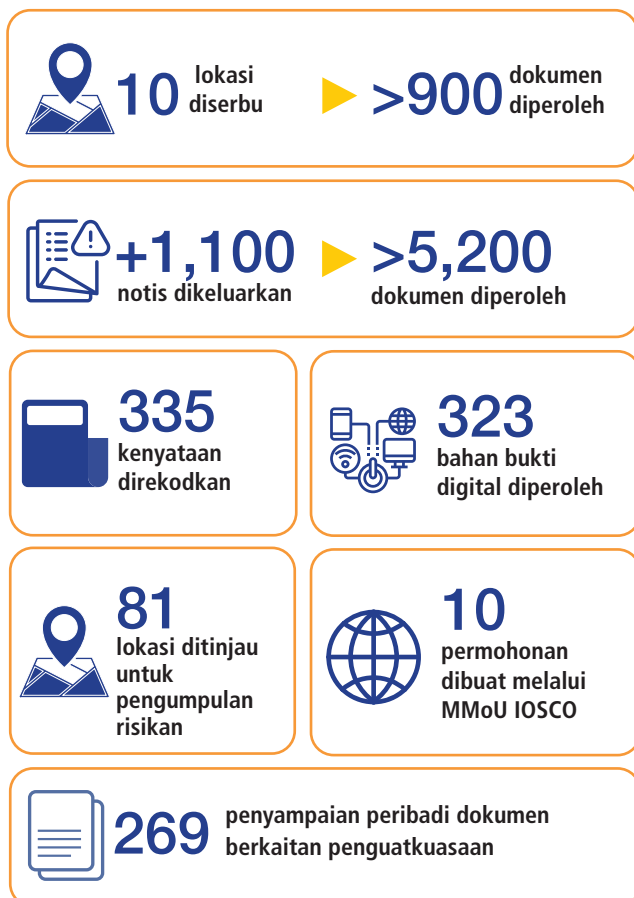 10 lokasi
diserbu
>900 dokumen
diperoleh
+1,100
notis dikeluarkan
>5,200
dokumen diperoleh
335
kenyataan
direkodkan
323
bahan bukti
digital diperoleh
81
lokasi ditinjau
untuk
pengumpulan
risikan
10
permohonan
dibuat melalui
MMoU IOSCO
269 penyampaian peribadi dokumen
berkaitan penguatkuasaan